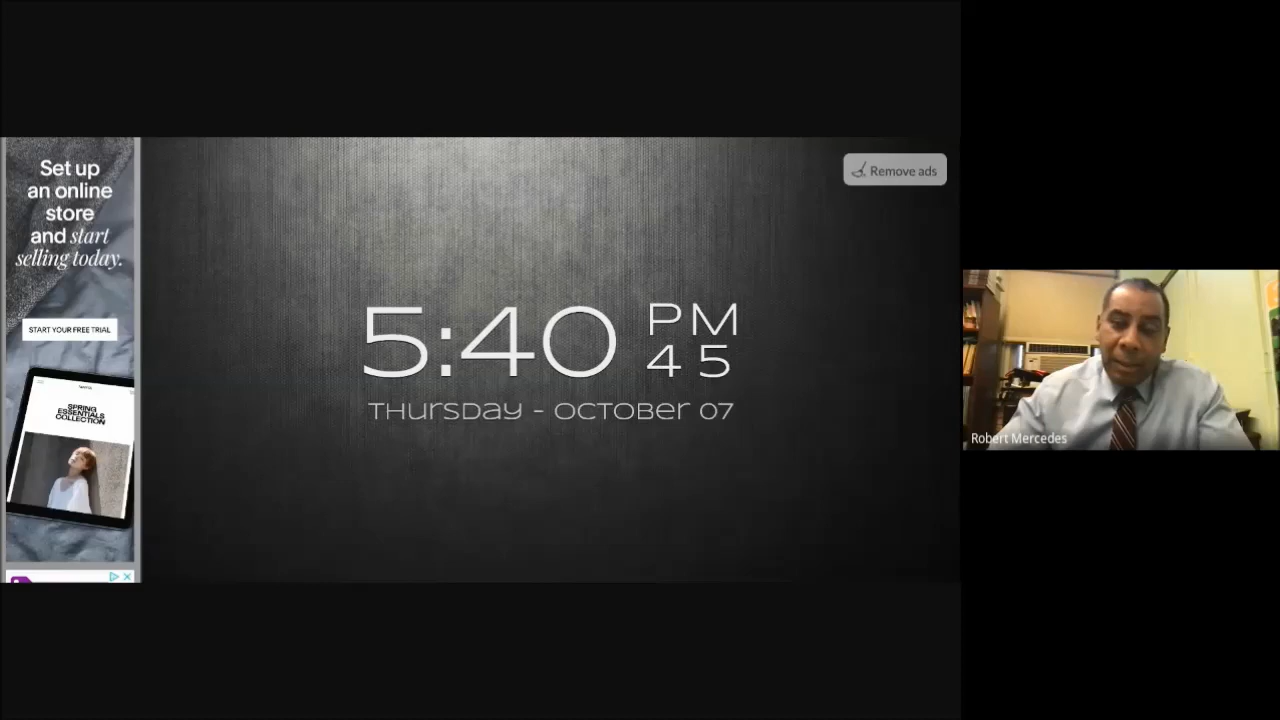 Set up
an online
store
and start
selling today.
START YOUR FREE TRIAL
SPRING
ESSENTIALS
COLLECTION
Remove ads
5:40 PM
45
THURSDAY - OCTOBER 07
Robert Mercedes